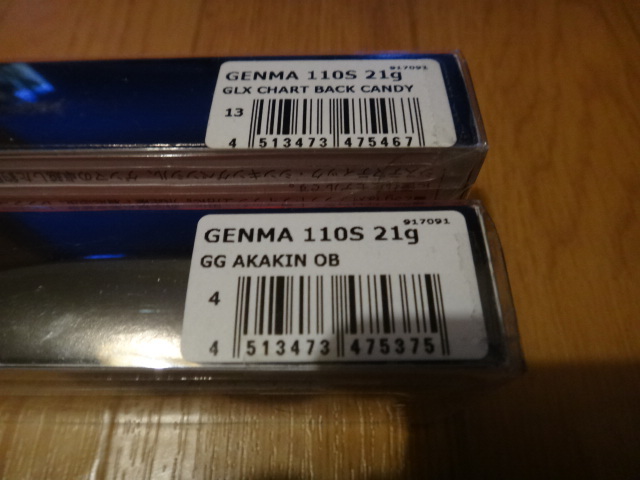 917091
GENMA 110S 21g
GLX CHART BACK CANDY
13
4 513473 475467
917091
GENMA 110S 21g
GG AKAKIN OB
4
4 513473 475375